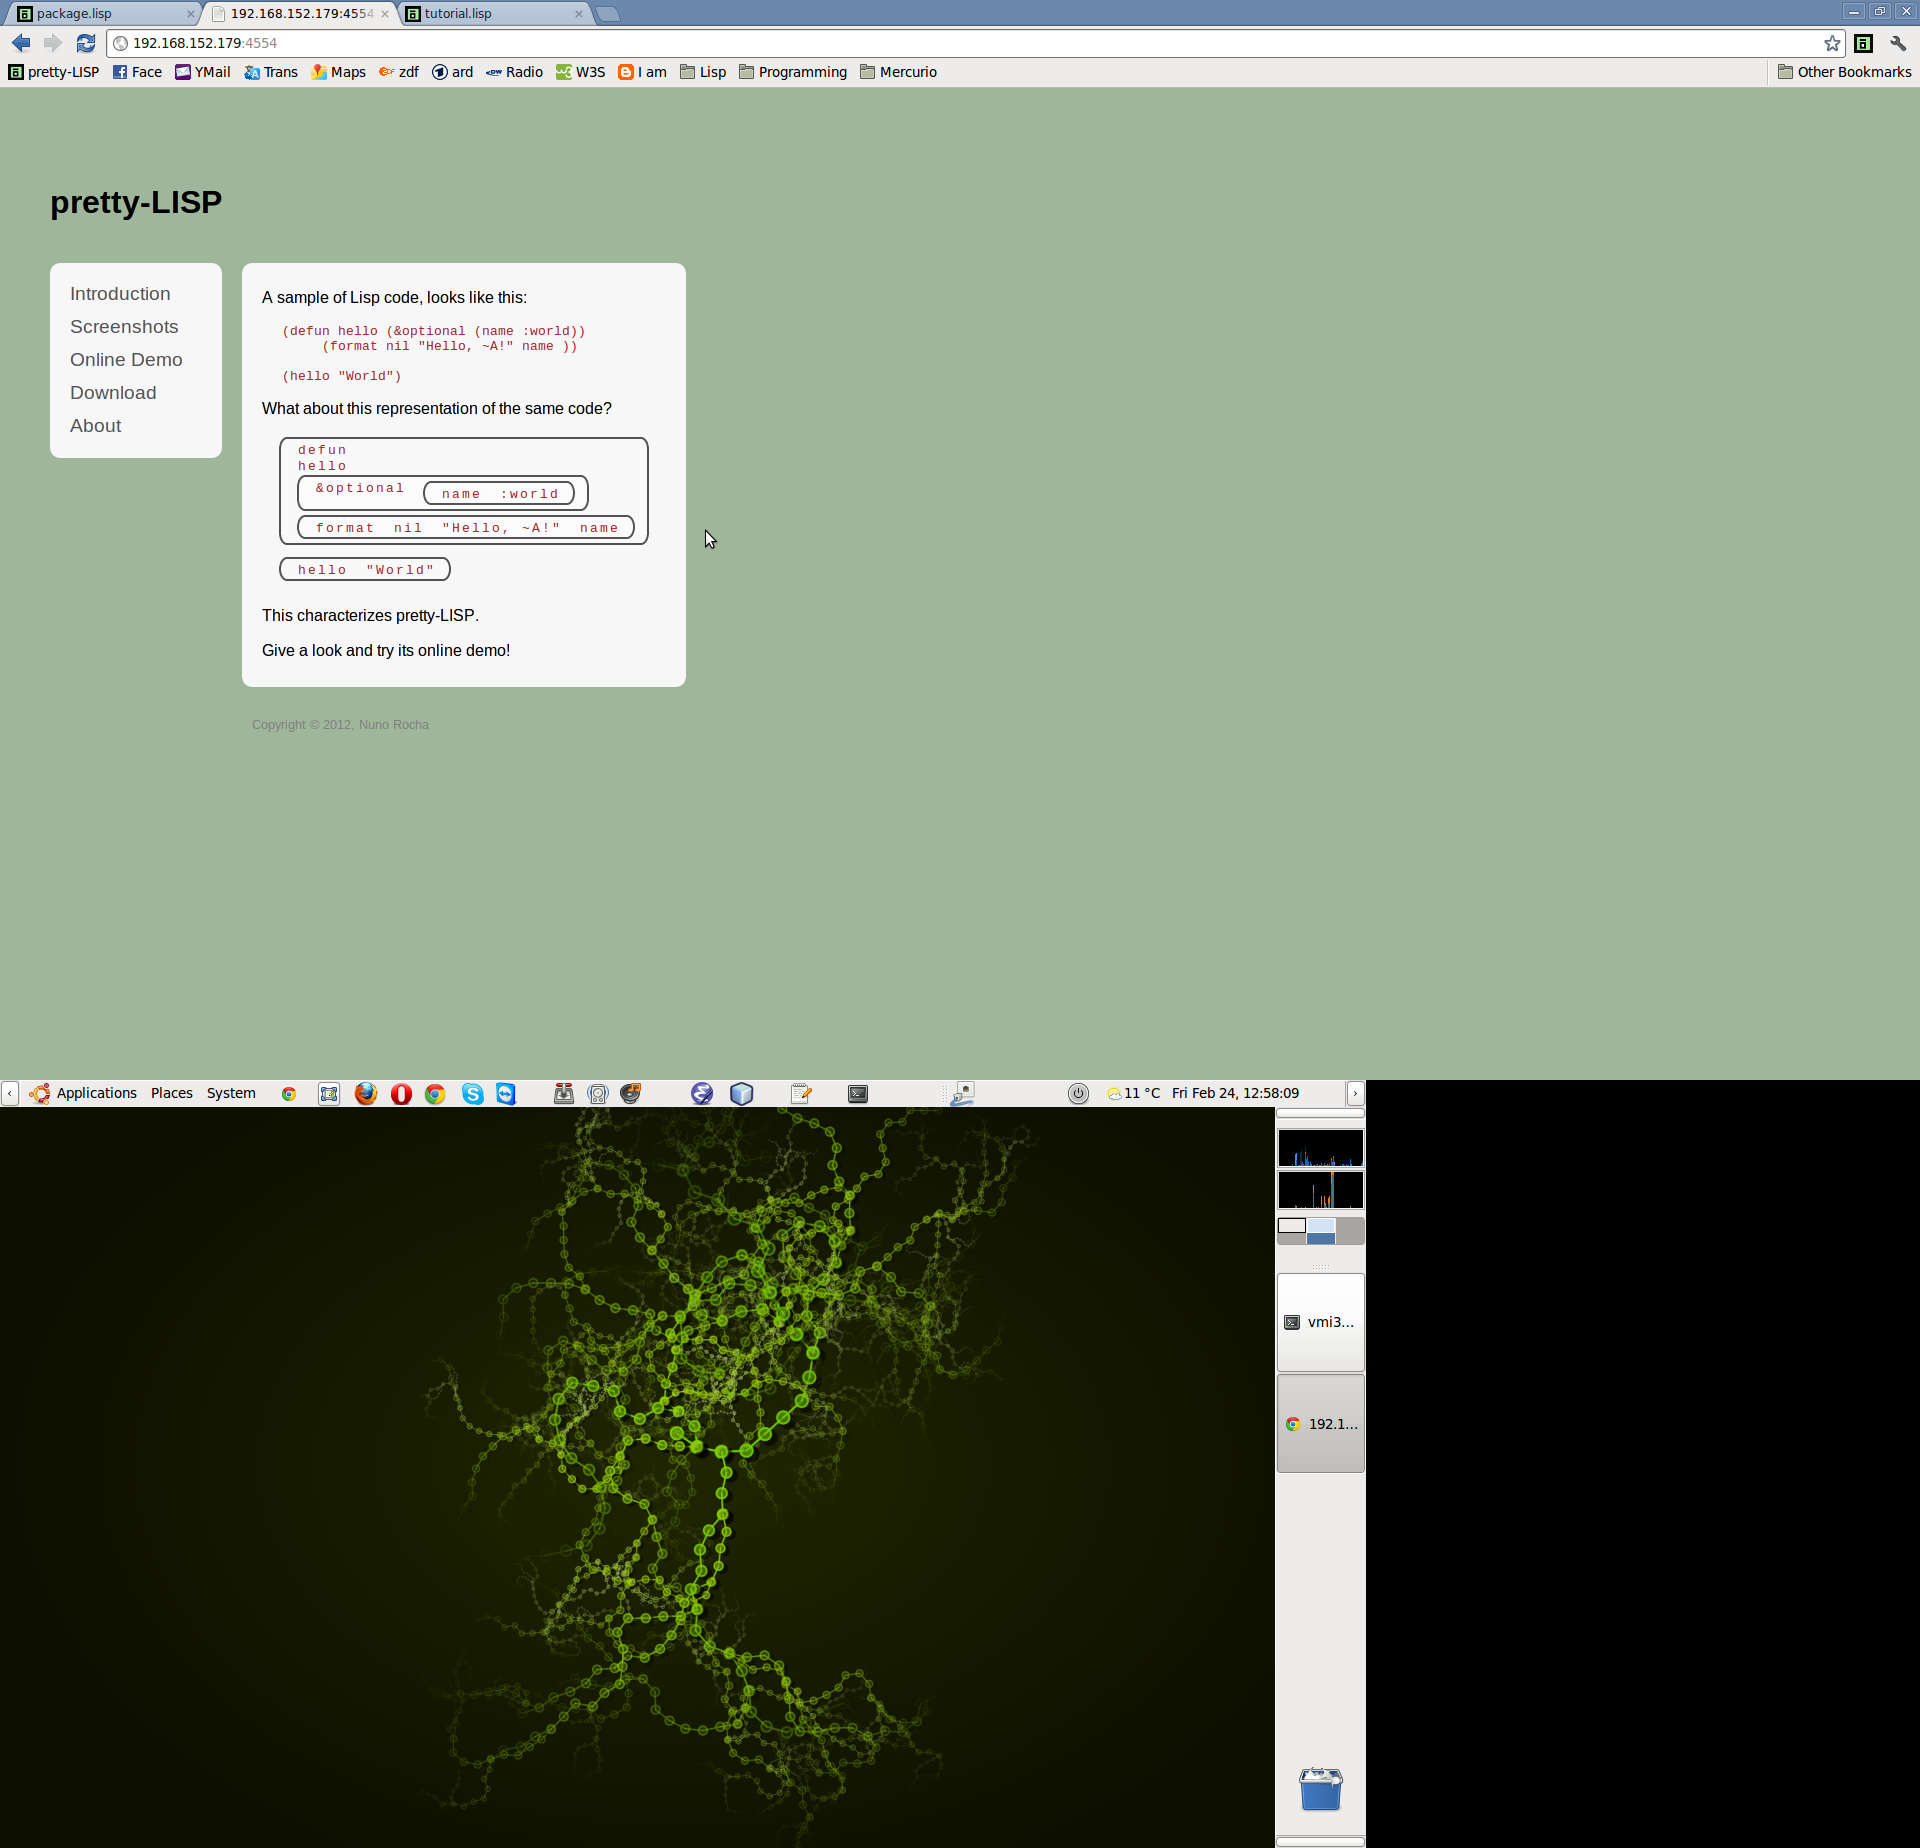 package.lisp
192.168.152.179:4554
tutorial.lisp
192.168.152.179:4554
pretty-LISP
Face
YMail
Trans
Maps
zdf
ard
Radio
W3S
I am
Lisp
Programming
Mercurio
Other Bookmarks
pretty-LISP
Introduction
Screenshots
Online Demo
Download
About
A sample of Lisp code, looks like this:
(defun hello (&optional (name :world))
(format nil "Hello, ~A!" name ))
(hello "World")
What about this representation of the same code?
defun
hello
&optional name :world
format nil "Hello, ~A!" name
hello "World"
This characterizes pretty-LISP.
Give a look and try its online demo!
Copyright © 2012, Nuno Rocha
Applications Places System
11 °C Fri Feb 24, 12:58:09
vmi3...
192.1...